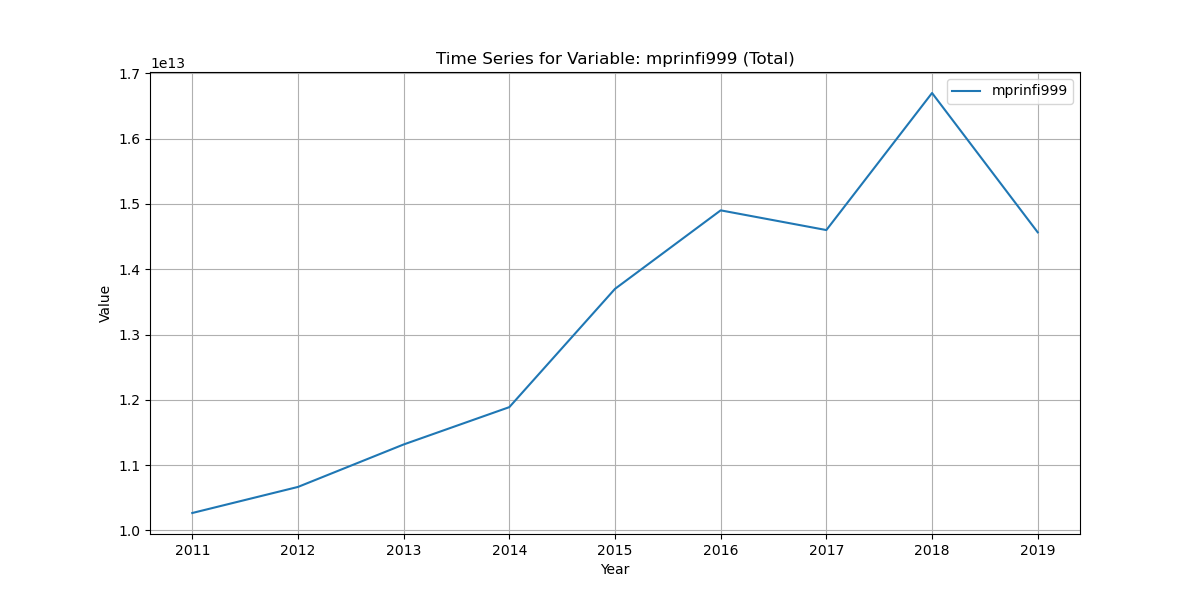 Time Series for Variable: mprinfi999 (Total)
1e13
1.7
1.6
1.5
1.4
1.3
1.2
1.1
1.0
Value
mprinfi999
2011 2012 2013 2014 2015 2016 2017 2018 2019
Year